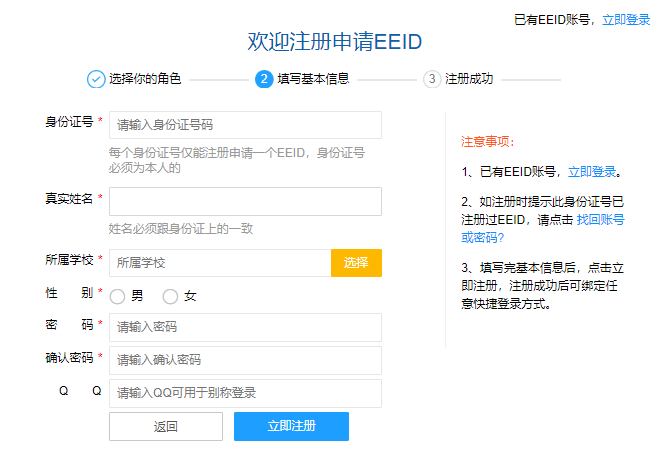 已有EEID账号，立即登录
欢迎注册申请EEID
选择你的角色 2 填写基本信息 3 注册成功
身份证号 * 请输入身份证号码
每个身份证号仅能注册申请一个EEID，身份证号
必须为本人的
真实姓名 *
姓名必须跟身份证上的一致
所属学校 * 所属学校 选择
性 别 * 男 女
密 码 * 请输入密码
确认密码 * 请输入确认密码
Q Q 请输入QQ可用于别称登录
返回 立即注册
注意事项：
1、已有EEID账号，立即登录。
2、如注册时提示此身份证号已
注册过EEID，请点击 找回账号
或密码？
3、填写完基本信息后，点击立
即注册，注册成功后可绑定任
意快捷登录方式。